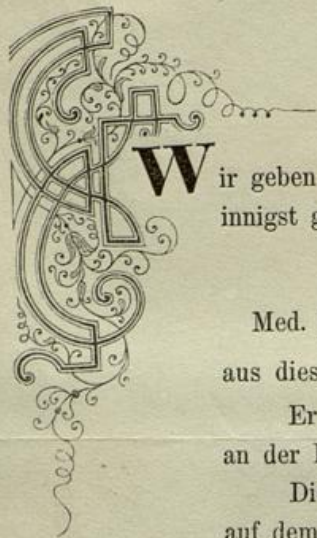 Wir geben
innigst g
Med.
aus dies
Er
an der
Di
auf dem